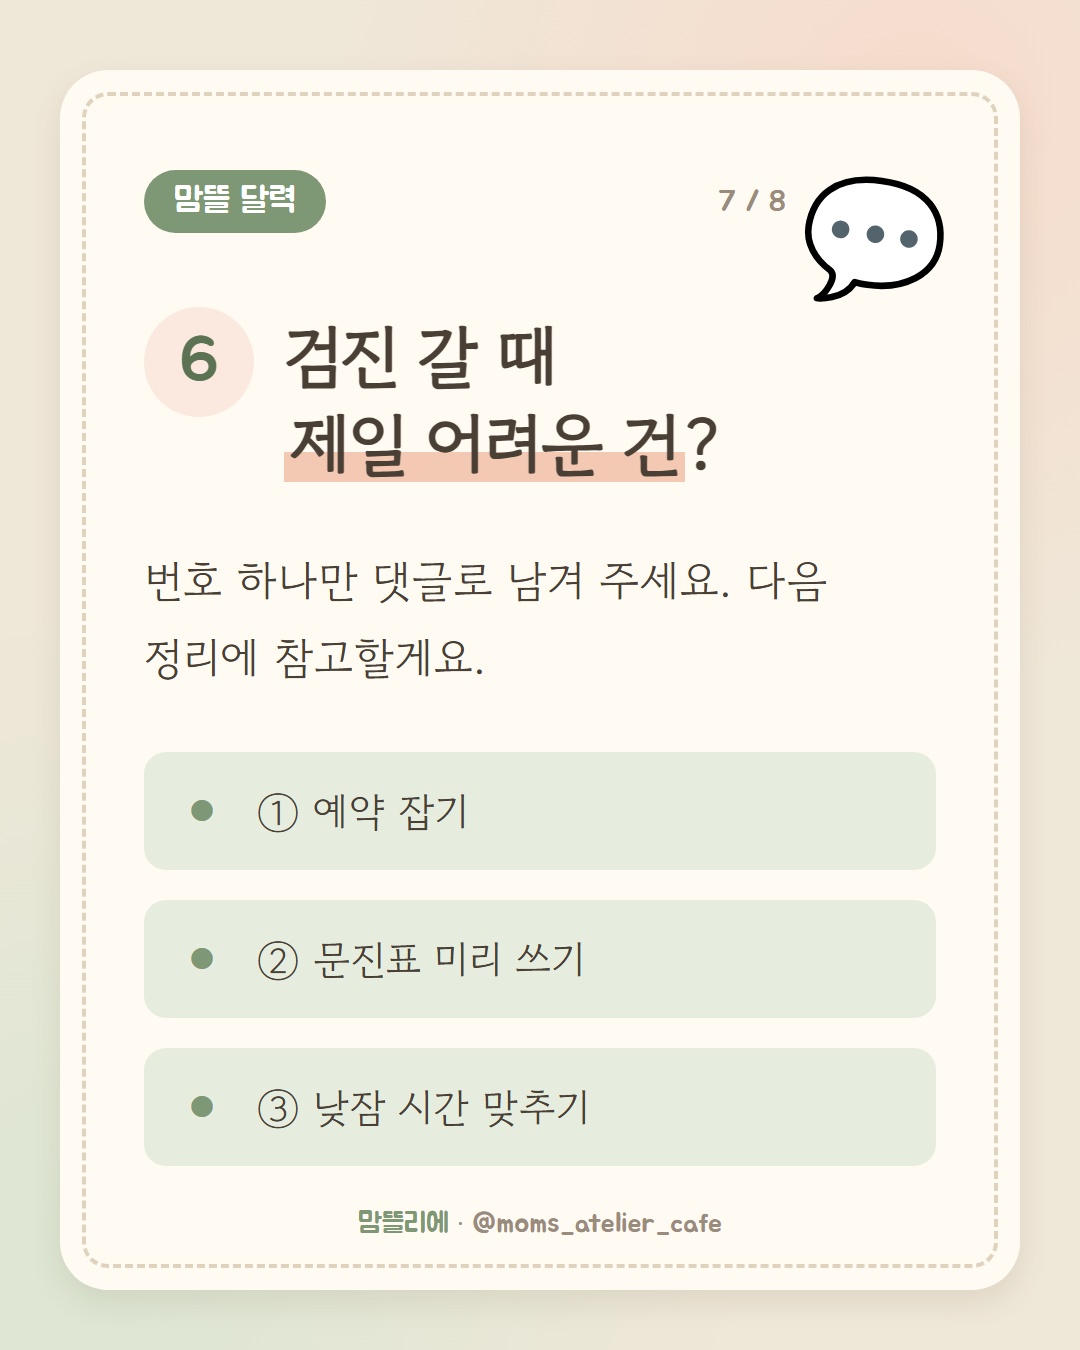 맘뜰 달력
7 / 8
6
검진 갈 때
제일 어려운 건?
번호 하나만 댓글로 남겨 주세요. 다음
정리에 참고할게요.
① 예약 잡기
② 문진표 미리 쓰기
③ 낮잠 시간 맞추기
맘뜰리에 · @moms_atelier_cafe